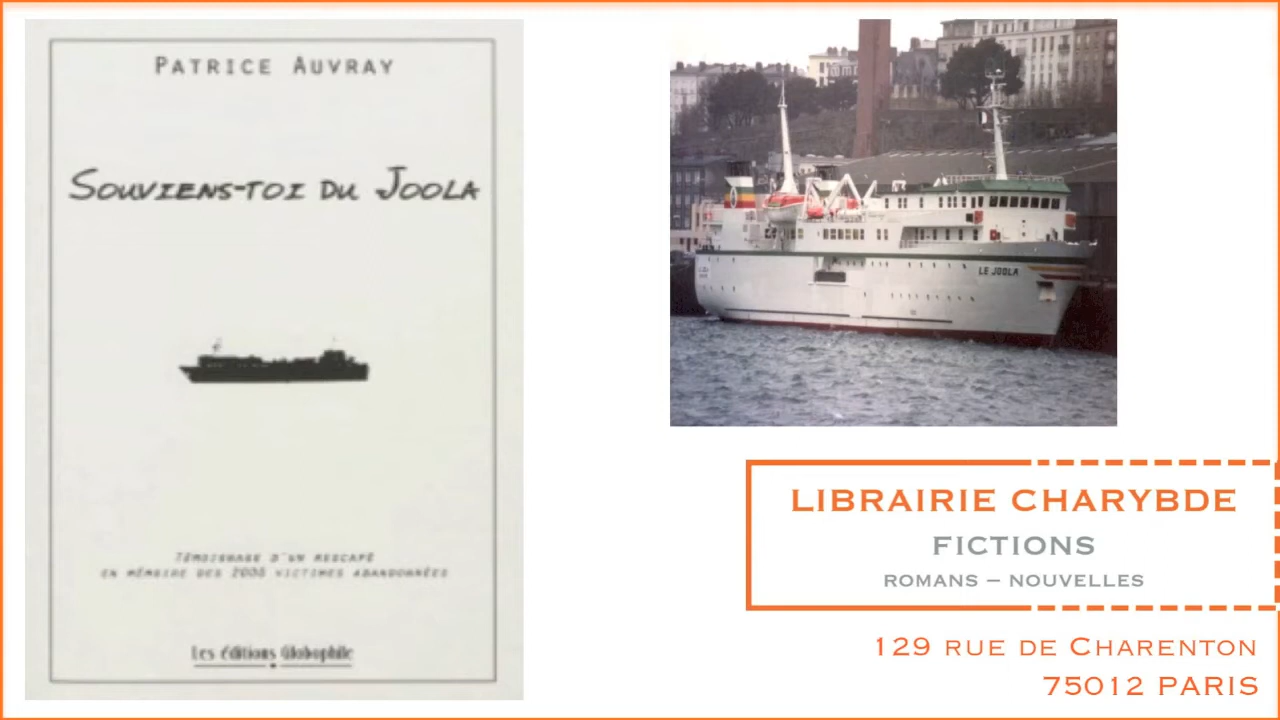 PATRICE AUVRAY
SOUVIENS-TOI DU JOOLA
TÉMOIGNAGE D'UN RESCAPÉ
EN MÉMOIRE DES 2000 VICTIMES ABANDONNÉES
Les éditions Globophile
LE JOOLA
LIBRAIRIE CHARYBDE
FICTIONS
ROMANS – NOUVELLES
129 RUE DE CHARENTON
75012 PARIS